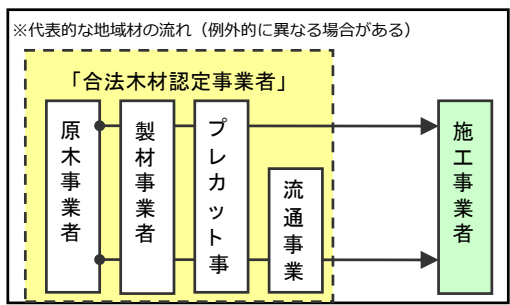 ※代表的な地域材の流れ（例外的に異なる場合がある）
「合法木材認定事業者」
原木事業者
製材事業者
プレカット事
流通事業
施工事業者